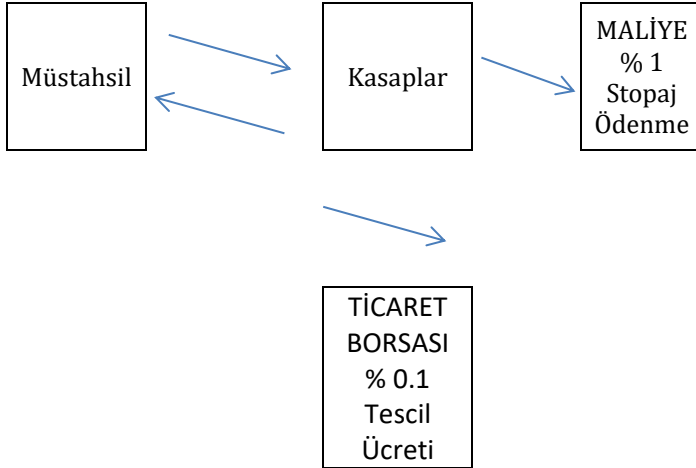 Müstahsil
Kasaplar
MALİYE
% 1
Stopaj
Ödenme
TİCARET
BORSASI
% 0.1
Tescil
Ücreti